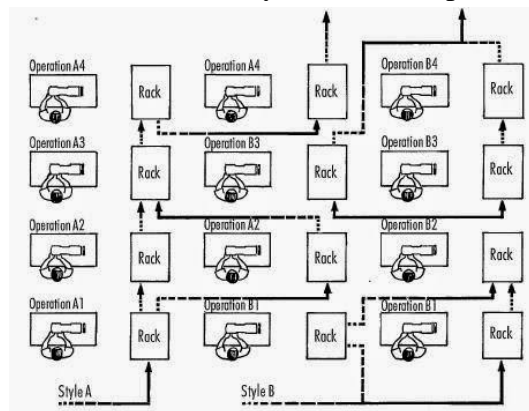 Operation A4
Rack
Operation A4
Rack
Operation B4
Rack
Operation A3
Rack
Operation B3
Rack
Operation B3
Rack
Operation A2
Rack
Operation A2
Rack
Operation B2
Rack
Operation A1
Rack
Operation B1
Rack
Operation B1
Rack
Style A
Style B